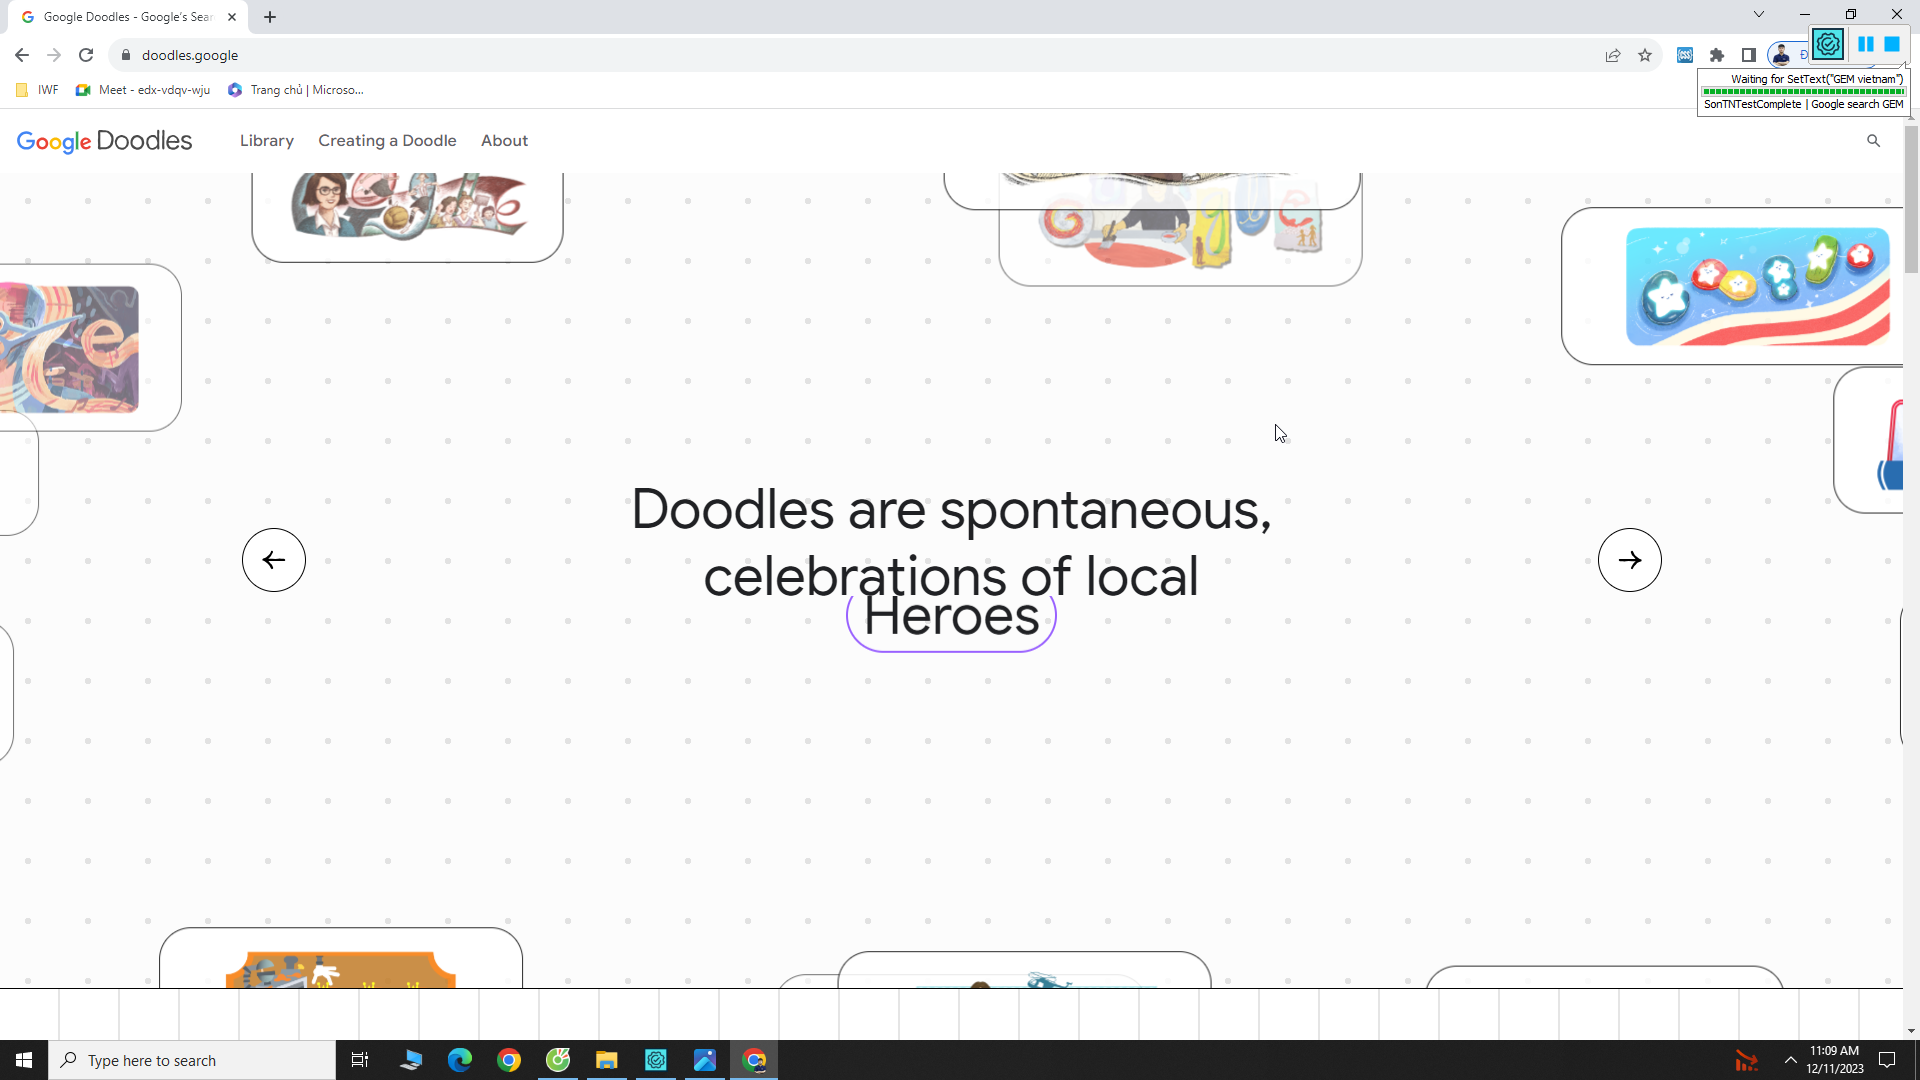 Google Doodles - Google's Sear
doodles.google
Waiting for SetText("GEM vietnam")
SonTNTestComplete | Google search GEM
IWF
Meet - edx-vdqv-wju
Trang chủ | Microso...
Google Doodles
Library
Creating a Doodle
About
Doodles are spontaneous,
celebrations of local
Heroes
Type here to search
11:09 AM
12/11/2023